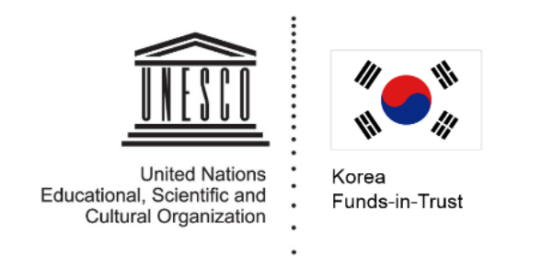 UNESCO
United Nations
Educational, Scientific and
Cultural Organization
Korea
Funds-in-Trust